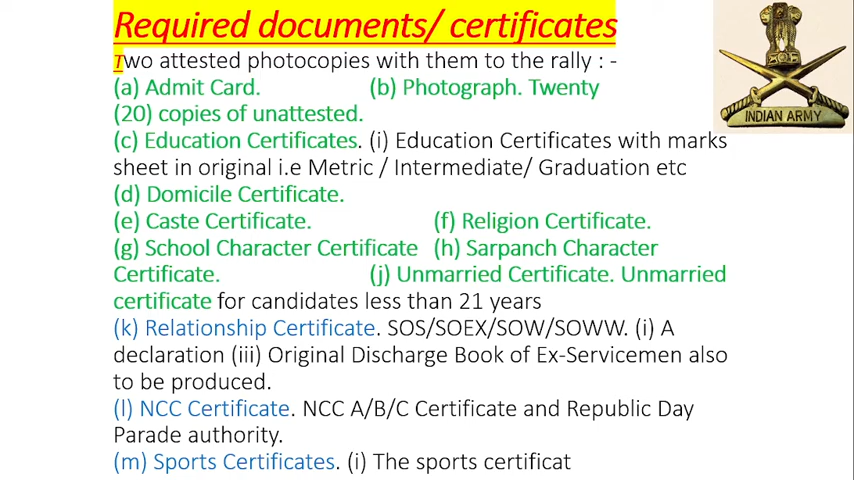 Required documents/ certificates
Two attested photocopies with them to the rally : -
(a) Admit Card. (b) Photograph. Twenty
(20) copies of unattested.
(c) Education Certificates. (i) Education Certificates with marks
sheet in original i.e Metric / Intermediate/ Graduation etc
(d) Domicile Certificate.
(e) Caste Certificate. (f) Religion Certificate.
(g) School Character Certificate (h) Sarpanch Character
Certificate. (j) Unmarried Certificate. Unmarried
certificate for candidates less than 21 years
(k) Relationship Certificate. SOS/SOEX/SOW/SOWW. (i) A
declaration (iii) Original Discharge Book of Ex-Servicemen also
to be produced.
(l) NCC Certificate. NCC A/B/C Certificate and Republic Day
Parade authority.
(m) Sports Certificates. (i) The sports certificat
INDIAN ARMY